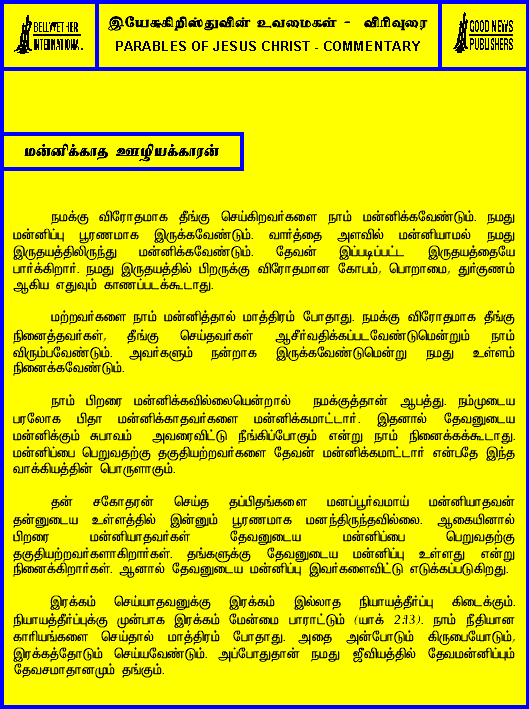 BELLWETHER
INTERNATIONAL
இயேசுகிறிஸ்துவின் உவமைகள் - விரிவுரை
PARABLES OF JESUS CHRIST - COMMENTARY
GOOD NEWS
PUBLISHERS
மன்னிக்காத ஊழியக்காரன்
நமக்கு விரோதமாக தீங்கு செய்கிறவர்களை நாம் மன்னிக்கவேண்டும். நமது
மன்னிப்பு பூரணமாக இருக்கவேண்டும். வார்த்தை அளவில் மன்னியாமல் நமது
இருதயத்திலிருந்து மன்னிக்கவேண்டும். தேவன் இப்படிப்பட்ட இருதயத்தையே
பார்க்கிறார். நமது இருதயத்தில் பிறருக்கு விரோதமான கோபம், பொறாமை, துர்குணம்
ஆகிய எதுவும் காணப்படக்கூடாது.
மற்றவர்களை நாம் மன்னித்தால் மாத்திரம் போதாது. நமக்கு விரோதமாக தீங்கு
நினைத்தவர்கள், தீங்கு செய்தவர்கள் ஆசீர்வதிக்கப்படவேண்டுமென்றும் நாம்
விரும்பவேண்டும். அவர்களும் நன்றாக இருக்கவேண்டுமென்று நமது உள்ளம்
நினைக்கவேண்டும்.
நாம் பிறரை மன்னிக்கவில்லையென்றால் நமக்குத்தான் ஆபத்து. நம்முடைய
பரலோக பிதா மன்னிக்காதவர்களை மன்னிக்கமாட்டார். இதனால் தேவனுடைய
மன்னிக்கும் சுபாவம் அவரைவிட்டு நீங்கிப்போகும் என்று நாம் நினைக்கக்கூடாது.
மன்னிப்பை பெறுவதற்கு தகுதியற்றவர்களை தேவன் மன்னிக்கமாட்டார் என்பதே இந்த
வாக்கியத்தின் பொருளாகும்.
தன் சகோதரன் செய்த தப்பிதங்களை மனப்பூர்வமாய் மன்னியாதவன்
தன்னுடைய உள்ளத்தில் இன்னும் பூரணமாக மனந்திருந்தவில்லை. ஆகையினால்
பிறரை மன்னியாதவர்கள் தேவனுடைய மன்னிப்பை பெறுவதற்கு
தகுதியற்றவர்களாகிறார்கள். தங்களுக்கு தேவனுடைய மன்னிப்பு உள்ளது என்று
நினைக்கிறார்கள். ஆனால் தேவனுடைய மன்னிப்பு இவர்களைவிட்டு எடுக்கப்படுகிறது.
இரக்கம் செய்யாதவனுக்கு இரக்கம் இல்லாத நியாயத்தீர்ப்பு கிடைக்கும்.
நியாயத்தீர்ப்புக்கு முன்பாக இரக்கம் மேன்மை பாராட்டும் (யாக் 2:13). நாம் நீதியான
காரியங்களை செய்தால் மாத்திரம் போதாது. அதை அன்போடும் கிருபையோடும்,
இரக்கத்தோடும் செய்யவேண்டும். அப்போதுதான் நமது ஜீவியத்தில் தேவமன்னிப்பும்
தேவசமாதானமும் தங்கும்.